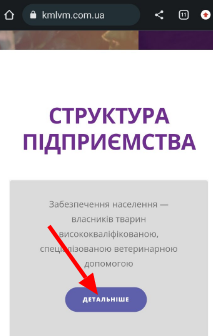 kmlvm.com.ua
11
СТРУКТУРА
ПІДПРИЄМСТВА
Забезпечення населення —
власників тварин
висококваліфікованою,
спеціалізованою ветеринарною
допомогою
ДЕТАЛЬНІШЕ